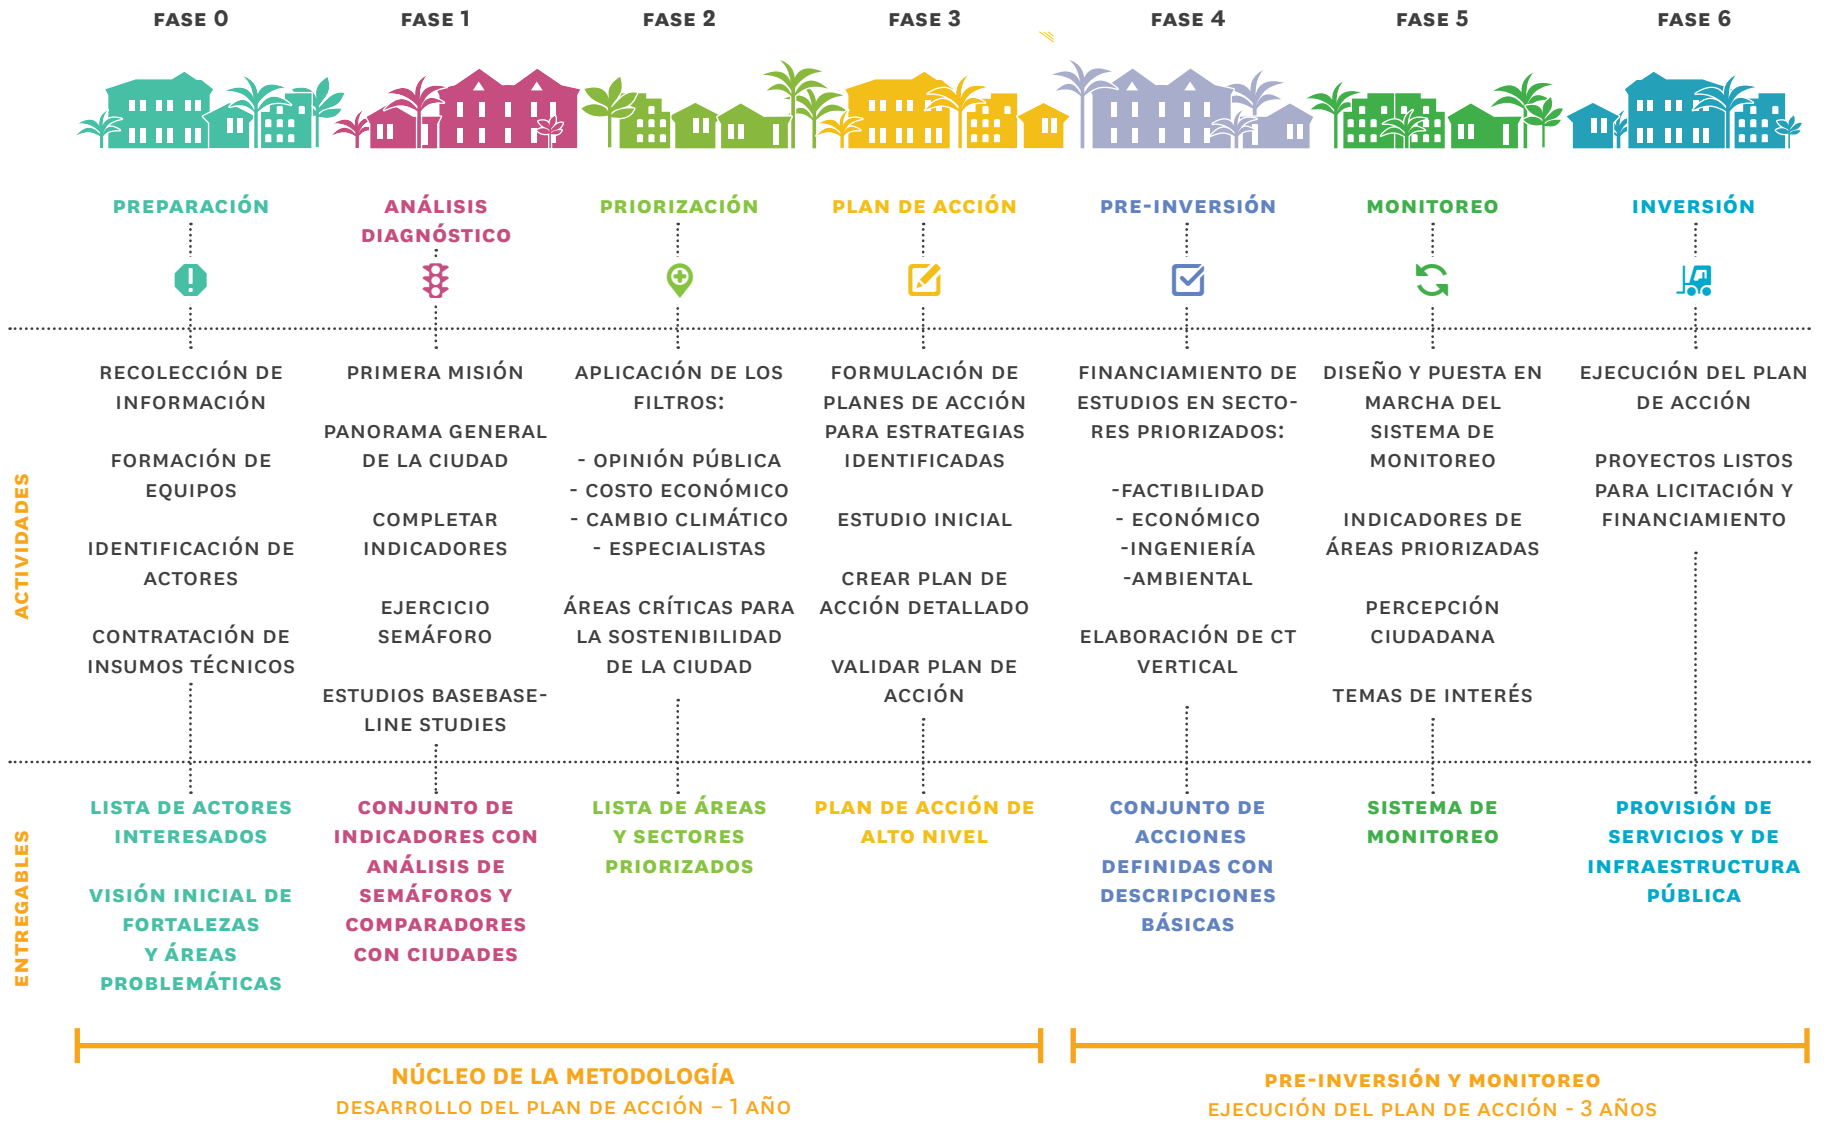 FASE 0
FASE 1
FASE 2
FASE 3
FASE 4
FASE 5
FASE 6
PREPARACIÓN
ANÁLISIS
DIAGNÓSTICO
PRIORIZACIÓN
PLAN DE ACCIÓN
PRE-INVERSIÓN
MONITOREO
INVERSIÓN
ACTIVIDADES
RECOLECCIÓN DE
INFORMACIÓN
FORMACIÓN DE
EQUIPOS
IDENTIFICACIÓN DE
ACTORES
CONTRATACIÓN DE
INSUMOS TÉCNICOS
PRIMERA MISIÓN
PANORAMA GENERAL
DE LA CIUDAD
COMPLETAR
INDICADORES
EJERCICIO
SEMÁFORO
ESTUDIOS BASEBASE-
LINE STUDIES
APLICACIÓN DE LOS
FILTROS:
- OPINIÓN PÚBLICA
- COSTO ECONÓMICO
- CAMBIO CLIMÁTICO
- ESPECIALISTAS
ÁREAS CRÍTICAS PARA
LA SOSTENIBILIDAD
DE LA CIUDAD
FORMULACIÓN DE
PLANES DE ACCIÓN
PARA ESTRATEGIAS
IDENTIFICADAS
ESTUDIO INICIAL
CREAR PLAN DE
ACCIÓN DETALLADO
VALIDAR PLAN DE
ACCIÓN
FINANCIAMIENTO DE
ESTUDIOS EN SECTO-
RES PRIORIZADOS:
-FACTIBILIDAD
- ECONÓMICO
-INGENIERÍA
-AMBIENTAL
ELABORACIÓN DE CT
VERTICAL
DISEÑO Y PUESTA EN
MARCHA DEL
SISTEMA DE
MONITOREO
INDICADORES DE
ÁREAS PRIORIZADAS
PERCEPCIÓN
CIUDADANA
TEMAS DE INTERÉS
EJECUCIÓN DEL PLAN
DE ACCIÓN
PROYECTOS LISTOS
PARA LICITACIÓN Y
FINANCIAMIENTO
ENTREGABLES
LISTA DE ACTORES
INTERESADOS
VISIÓN INICIAL DE
FORTALEZAS
Y ÁREAS
PROBLEMÁTICAS
CONJUNTO DE
INDICADORES CON
ANÁLISIS DE
SEMÁFOROS Y
COMPARADORES
CON CIUDADES
LISTA DE ÁREAS
Y SECTORES
PRIORIZADOS
PLAN DE ACCIÓN DE
ALTO NIVEL
CONJUNTO DE
ACCIONES
DEFINIDAS CON
DESCRIPCIONES
BÁSICAS
SISTEMA DE
MONITOREO
PROVISIÓN DE
SERVICIOS Y DE
INFRAESTRUCTURA
PÚBLICA
NÚCLEO DE LA METODOLOGÍA
DESARROLLO DEL PLAN DE ACCIÓN – 1 AÑO
PRE-INVERSIÓN Y MONITOREO
EJECUCIÓN DEL PLAN DE ACCIÓN - 3 AÑOS